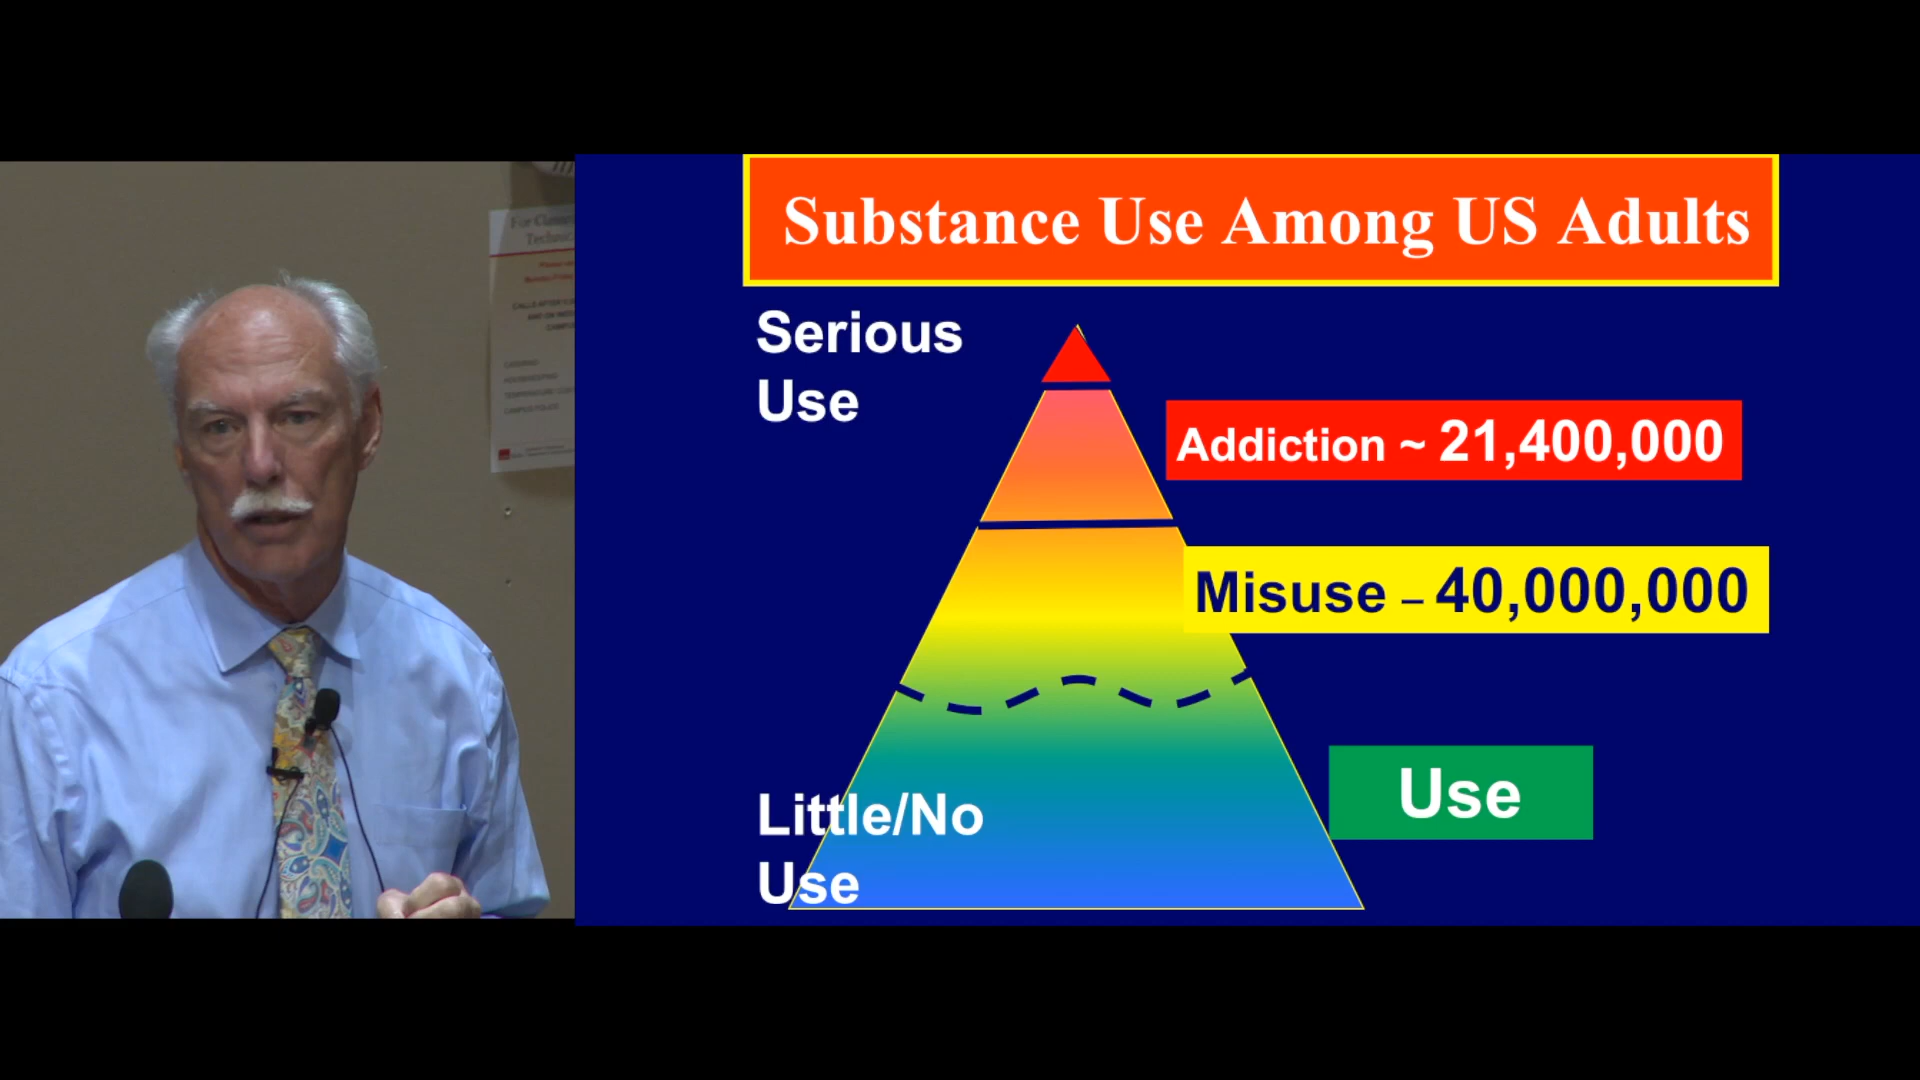 For
Substance Use Among US Adults
Serious
Use
Addiction ~ 21,400,000
Misuse – 40,000,000
Use
Little/No
Use